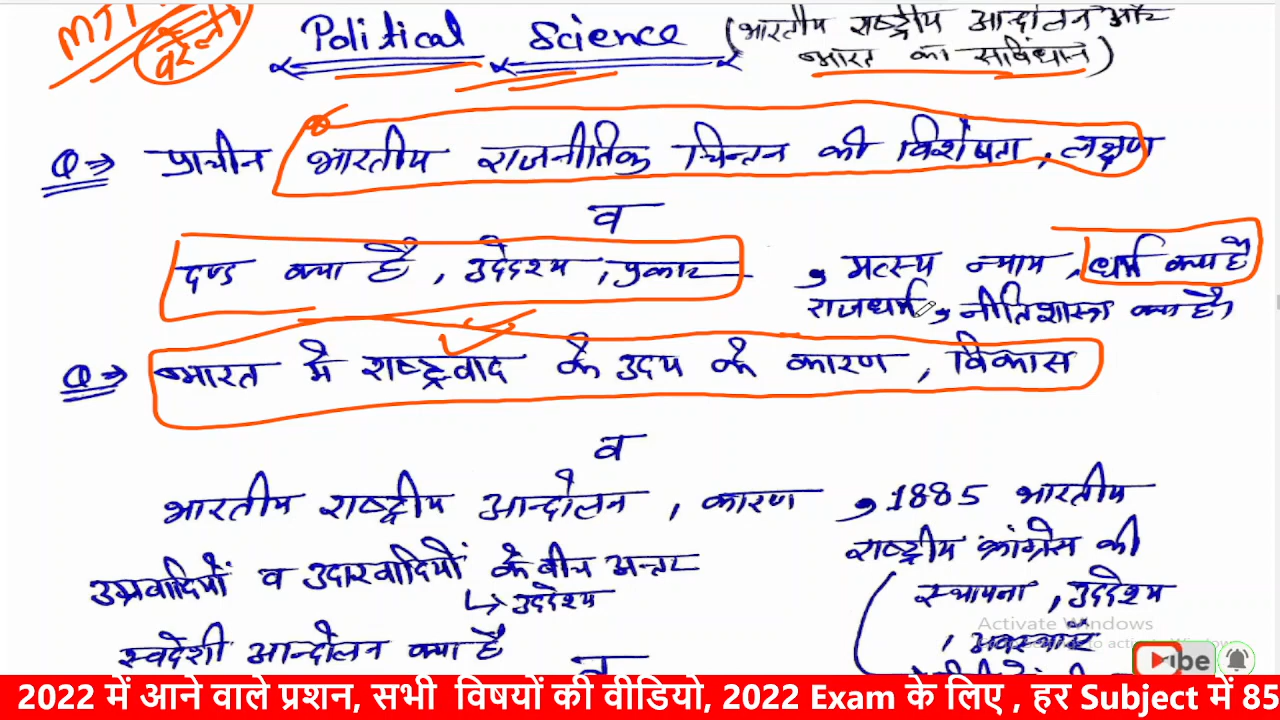 Political Science (भारतीय राष्ट्रीय आन्दोलन और
भारत का संविधान)
Q ⇒ प्राचीन भारतीय राजनीतिक चिन्तन की विशेषता, लक्षण
व
दण्ड क्या है, उद्देश्य, प्रकार , मत्स्य न्याय, धर्म क्या है
राजधर्म, नीतिशास्त्र क्या है।
Q ⇒ भारत में राष्ट्रवाद के उदय के कारण, विकास
व
भारतीय राष्ट्रीय आन्दोलन, कारण , 1885 भारतीय
राष्ट्रीय कांग्रेस की
उग्रवादियों व उदारवादियों के बीच अन्तर
↳ उद्देश्य
स्थापना, उद्देश्य
स्वदेशी आन्दोलन क्या है
Activate Windows
2022 में आने वाले प्रशन, सभी विषयों की वीडियो, 2022 Exam के लिए , हर Subject में 85